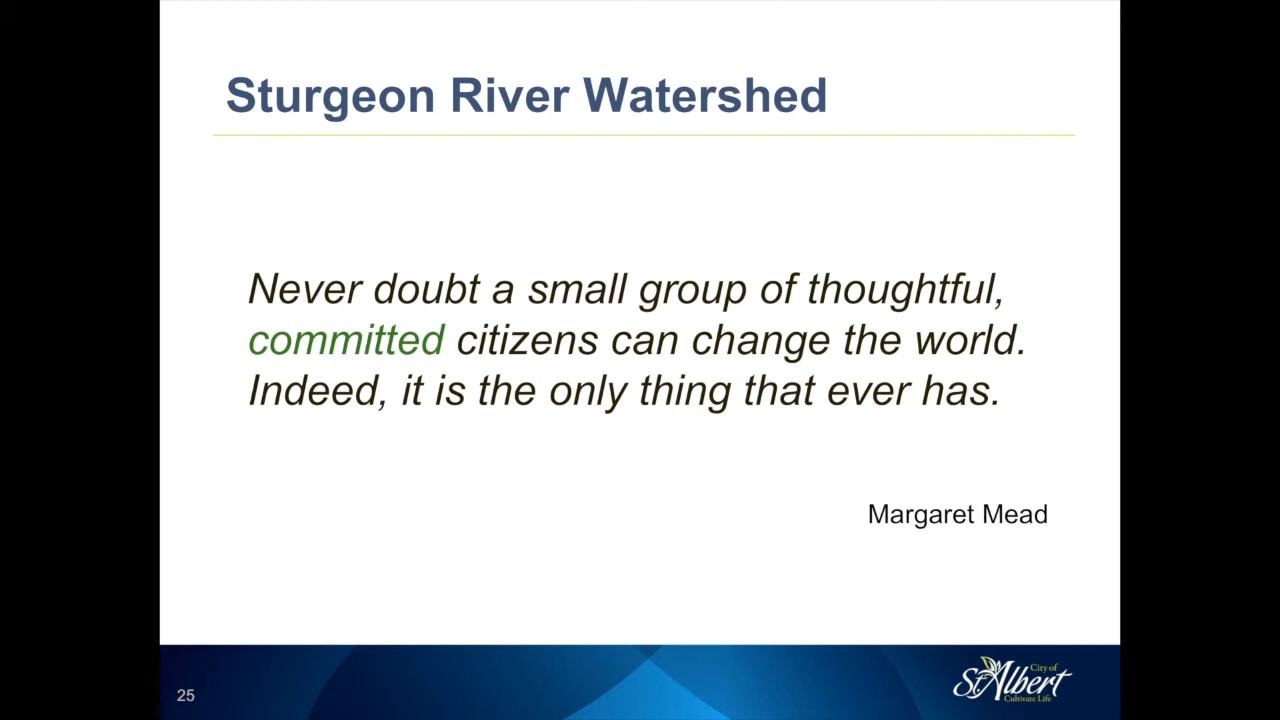 Sturgeon River Watershed
Never doubt a small group of thoughtful,
committed citizens can change the world.
Indeed, it is the only thing that ever has.
Margaret Mead
25
City of
St. Albert
Cultivate Life